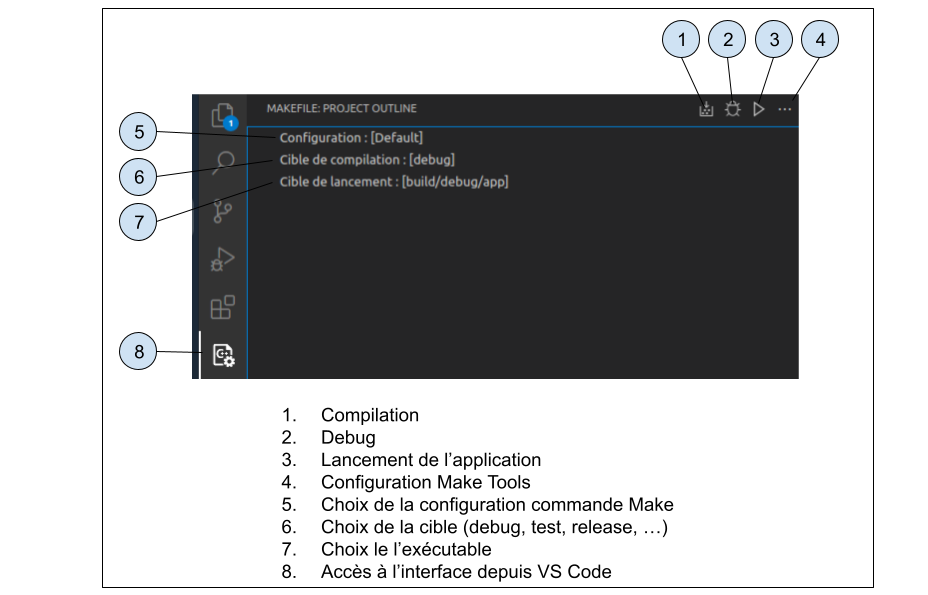 1 2 3 4
MAKEFILE: PROJECT OUTLINE
1
5 Configuration : [Default]
6 Cible de compilation : [debug]
7 Cible de lancement : [build/debug/app]
8
1. Compilation
2. Debug
3. Lancement de l’application
4. Configuration Make Tools
5. Choix de la configuration commande Make
6. Choix de la cible (debug, test, release, …)
7. Choix le l’exécutable
8. Accès à l’interface depuis VS Code